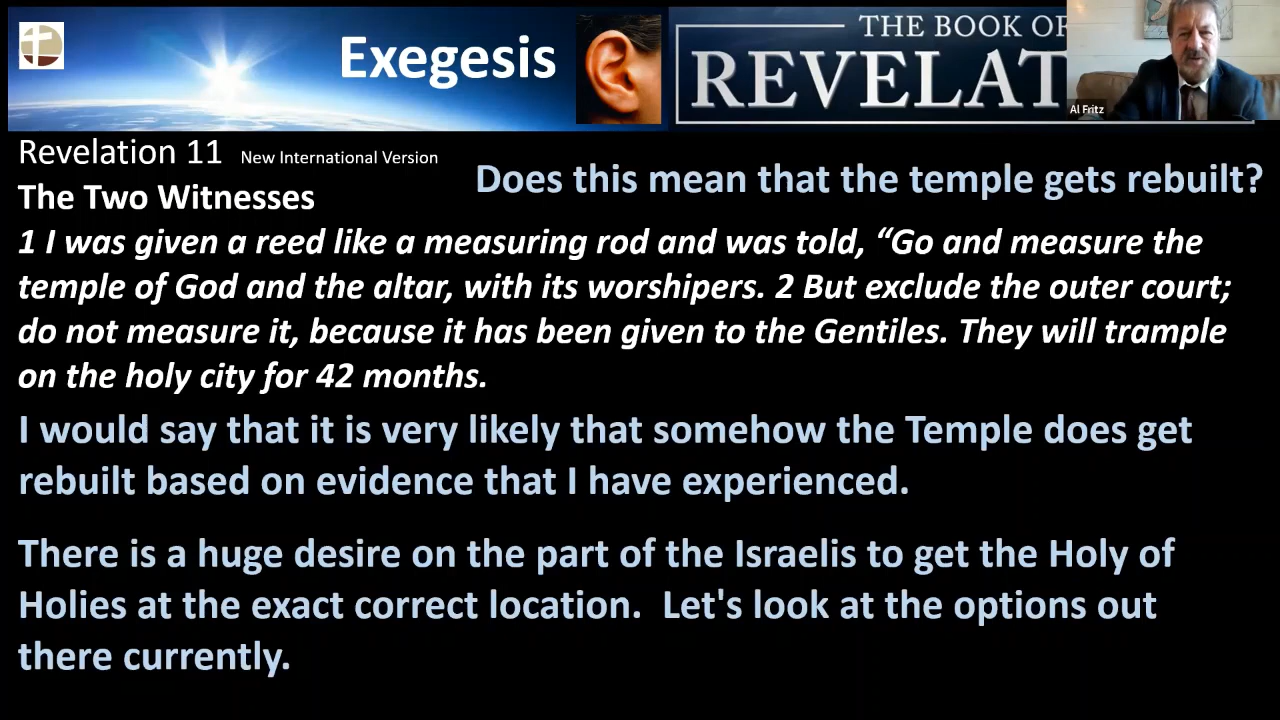 Exegesis
THE BOOK OF
REVELAT
Al Fritz
Revelation 11 New International Version
The Two Witnesses
Does this mean that the temple gets rebuilt?
1 I was given a reed like a measuring rod and was told, “Go and measure the
temple of God and the altar, with its worshipers. 2 But exclude the outer court;
do not measure it, because it has been given to the Gentiles. They will trample
on the holy city for 42 months.
I would say that it is very likely that somehow the Temple does get
rebuilt based on evidence that I have experienced.
There is a huge desire on the part of the Israelis to get the Holy of
Holies at the exact correct location.  Let's look at the options out
there currently.